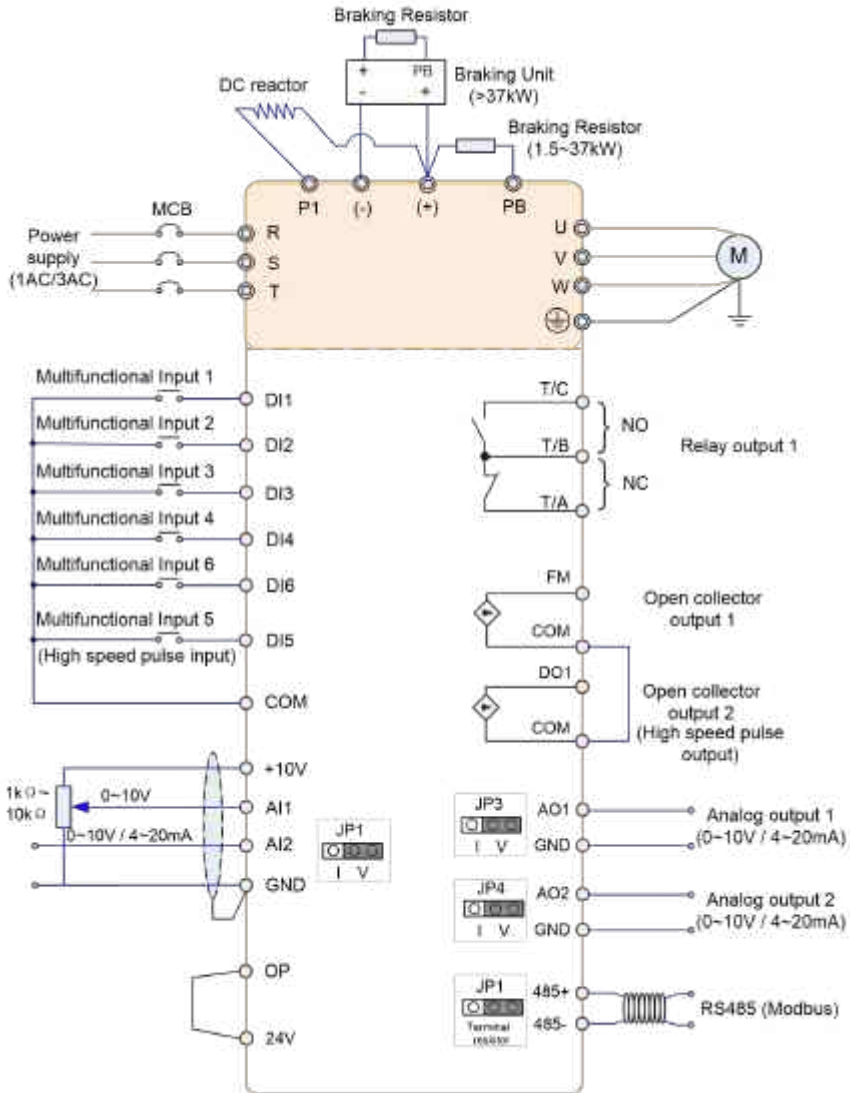 Braking Resistor
+ PB
- +
Braking Unit
(>37kW)
DC reactor
Braking Resistor
(1.5~37kW)
P1 (-) (+) PB
MCB
Power
supply
(1AC/3AC)
R
S
T
U
V
W
M
Multifunctional Input 1
DI1
Multifunctional Input 2
DI2
Multifunctional Input 3
DI3
Multifunctional Input 4
DI4
Multifunctional Input 6
DI6
Multifunctional Input 5
(High speed pulse input)
DI5
COM
T/C
NO
T/B
Relay output 1
NC
T/A
FM
Open collector
output 1
COM
DO1
Open collector
output 2
(High speed pulse
output)
COM
+10V
1k Ω ~
10k Ω
0~10V
AI1
0~10V / 4~20mA
AI2
GND
JP1
I V
OP
24V
JP3
I V
AO1
GND
Analog output 1
(0~10V / 4~20mA)
JP4
I V
AO2
GND
Analog output 2
(0~10V / 4~20mA)
JP1
Terminal
resistor
485+
485-
RS485 (Modbus)